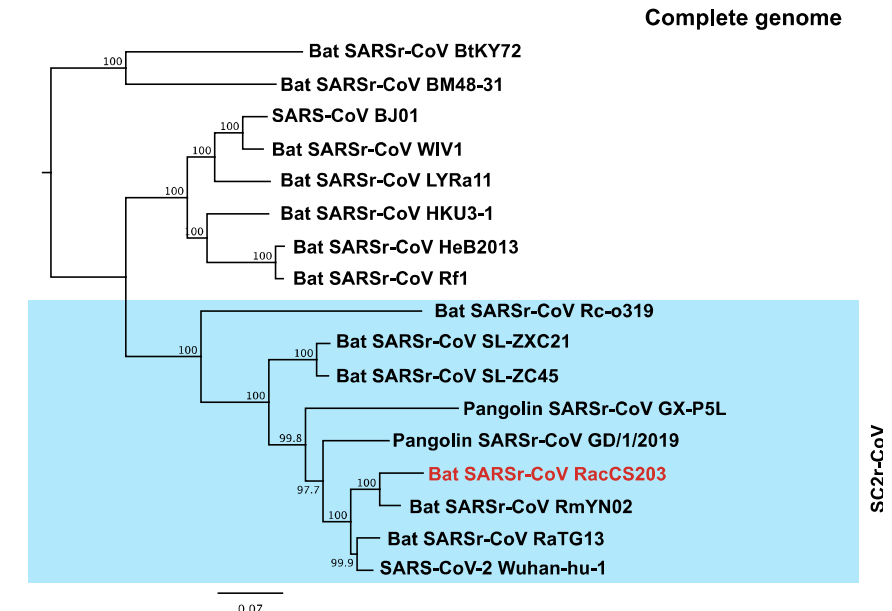 Complete genome
Bat SARSr-CoV BtKY72
100
Bat SARSr-CoV BM48-31
SARS-CoV BJ01
100
Bat SARSr-CoV WIV1
100
Bat SARSr-CoV LYRa11
100
Bat SARSr-CoV HKU3-1
100
Bat SARSr-CoV HeB2013
100
Bat SARSr-CoV Rf1
Bat SARSr-CoV Rc-o319
100
Bat SARSr-CoV SL-ZXC21
100
Bat SARSr-CoV SL-ZC45
100
Pangolin SARSr-CoV GX-P5L
99.8
Pangolin SARSr-CoV GD/1/2019
Bat SARSr-CoV RacCS203
100
97.7
Bat SARSr-CoV RmYN02
100
Bat SARSr-CoV RaTG13
99.9
SARS-CoV-2 Wuhan-hu-1
SC2r-CoV
0.07